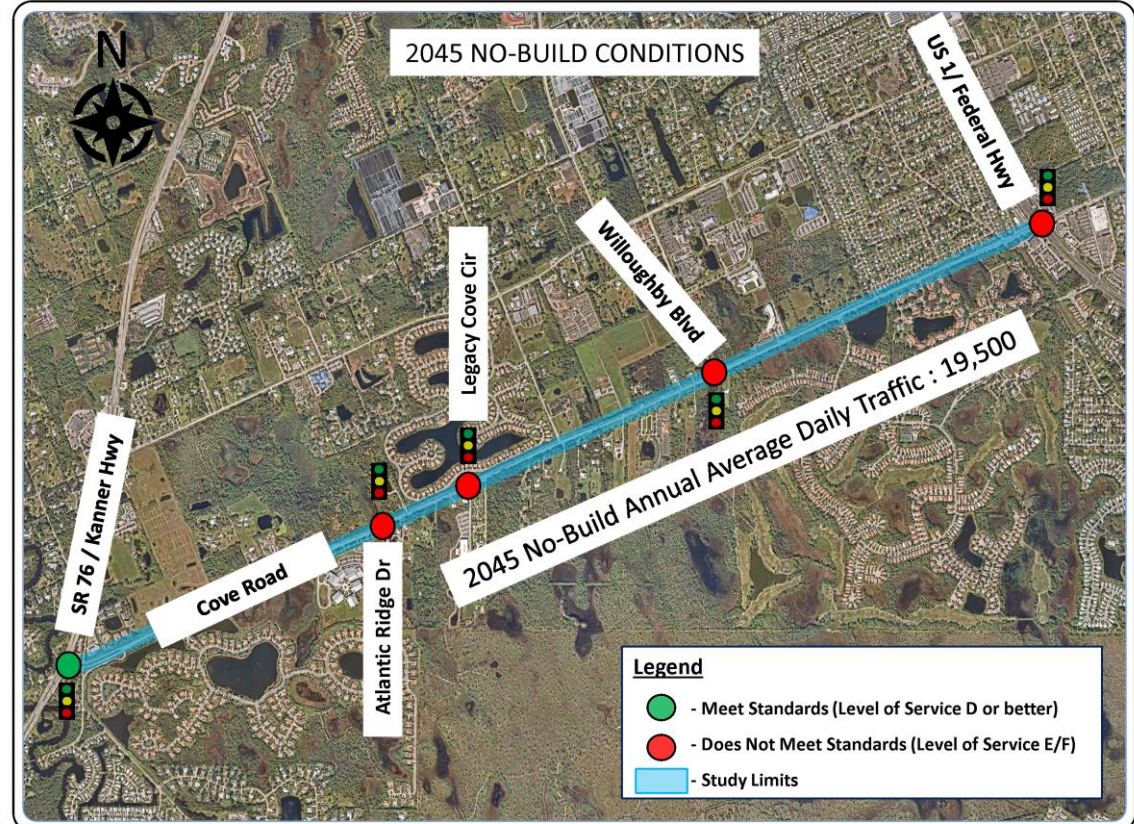 2045 NO-BUILD CONDITIONS
N
US 1/ Federal Hwy
Willoughby Blvd
Legacy Cove Cir
SR 76 / Kanner Hwy
Cove Road
Atlantic Ridge Dr
2045 No-Build Annual Average Daily Traffic : 19,500
Legend
- Meet Standards (Level of Service D or better)
- Does Not Meet Standards (Level of Service E/F)
- Study Limits